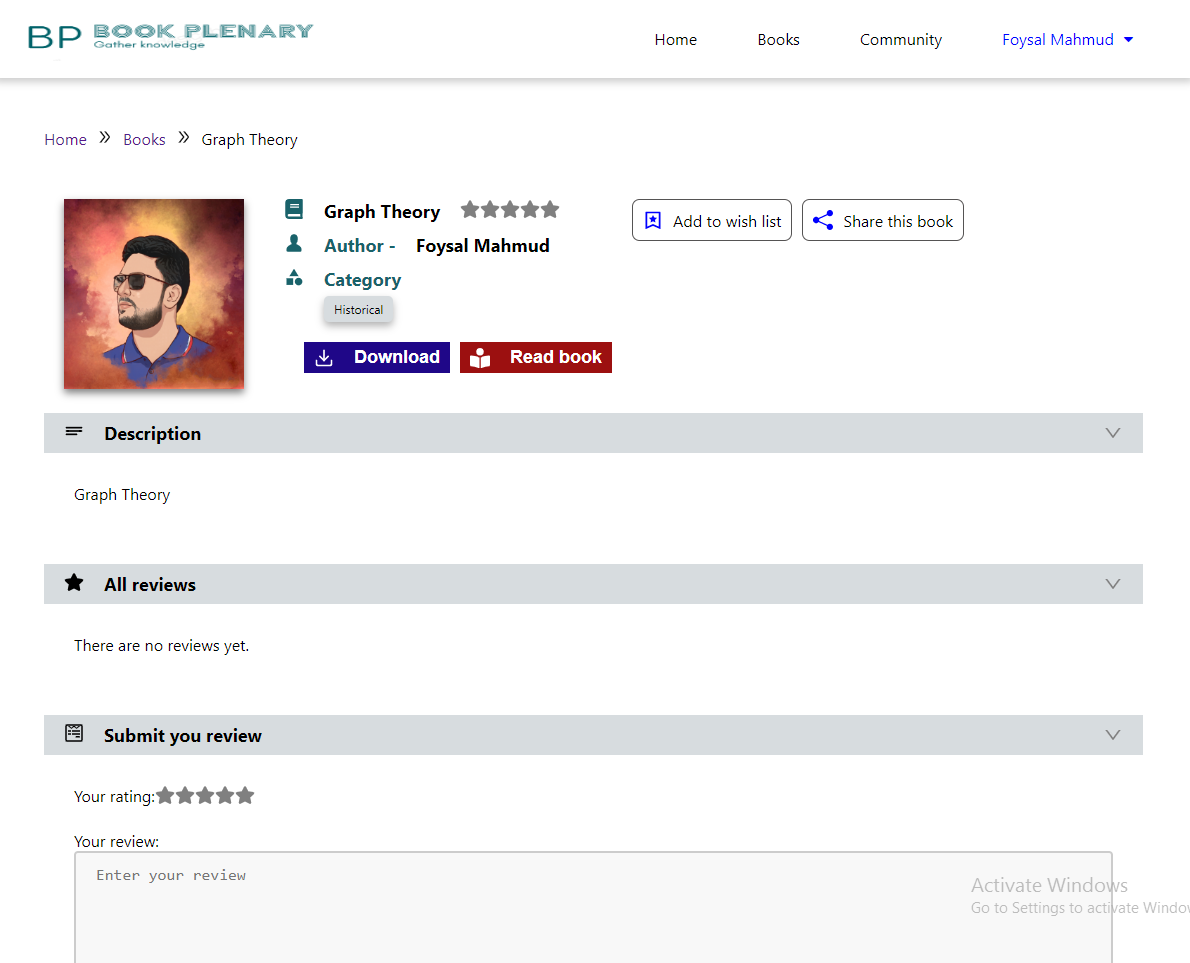 BP BOOK PLENARY
Gather knowledge
Home Books Community Foysal Mahmud
Home » Books » Graph Theory
Graph Theory
Add to wish list Share this book
Author - Foysal Mahmud
Category
Historical
Download Read book
Description
Graph Theory
All reviews
There are no reviews yet.
Submit you review
Your rating:
Your review:
Enter your review
Activate Windows
Go to Settings to activate Window